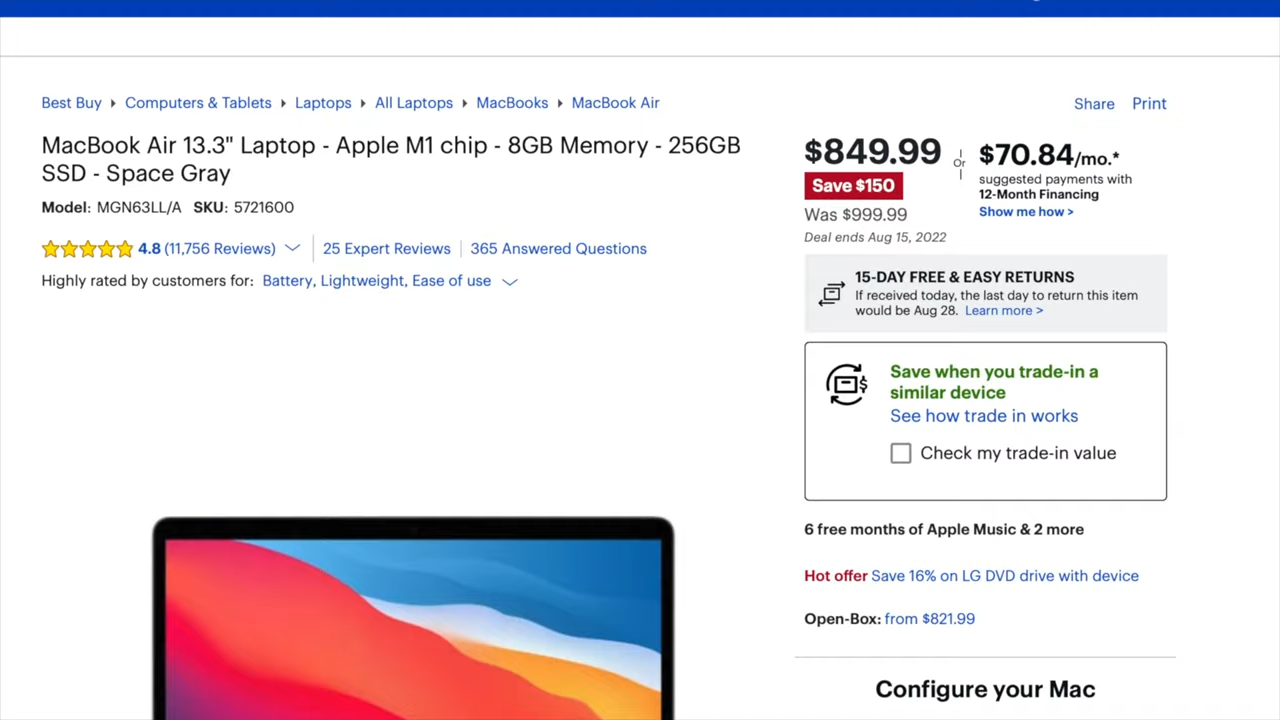 Best Buy Computers & Tablets Laptops All Laptops MacBooks MacBook Air
Share Print
MacBook Air 13.3" Laptop - Apple M1 chip - 8GB Memory - 256GB
SSD - Space Gray
Model: MGN63LL/A SKU: 5721600
4.8 (11,756 Reviews) 25 Expert Reviews 365 Answered Questions
Highly rated by customers for: Battery, Lightweight, Ease of use
$849.99
Save $150
Was $999.99
Deal ends Aug 15, 2022
Or
$70.84/mo.*
suggested payments with
12-Month Financing
Show me how >
15-DAY FREE & EASY RETURNS
If received today, the last day to return this item
would be Aug 28. Learn more >
Save when you trade-in a
similar device
See how trade in works
Check my trade-in value
6 free months of Apple Music & 2 more
Hot offer Save 16% on LG DVD drive with device
Open-Box: from $821.99
Configure your Mac